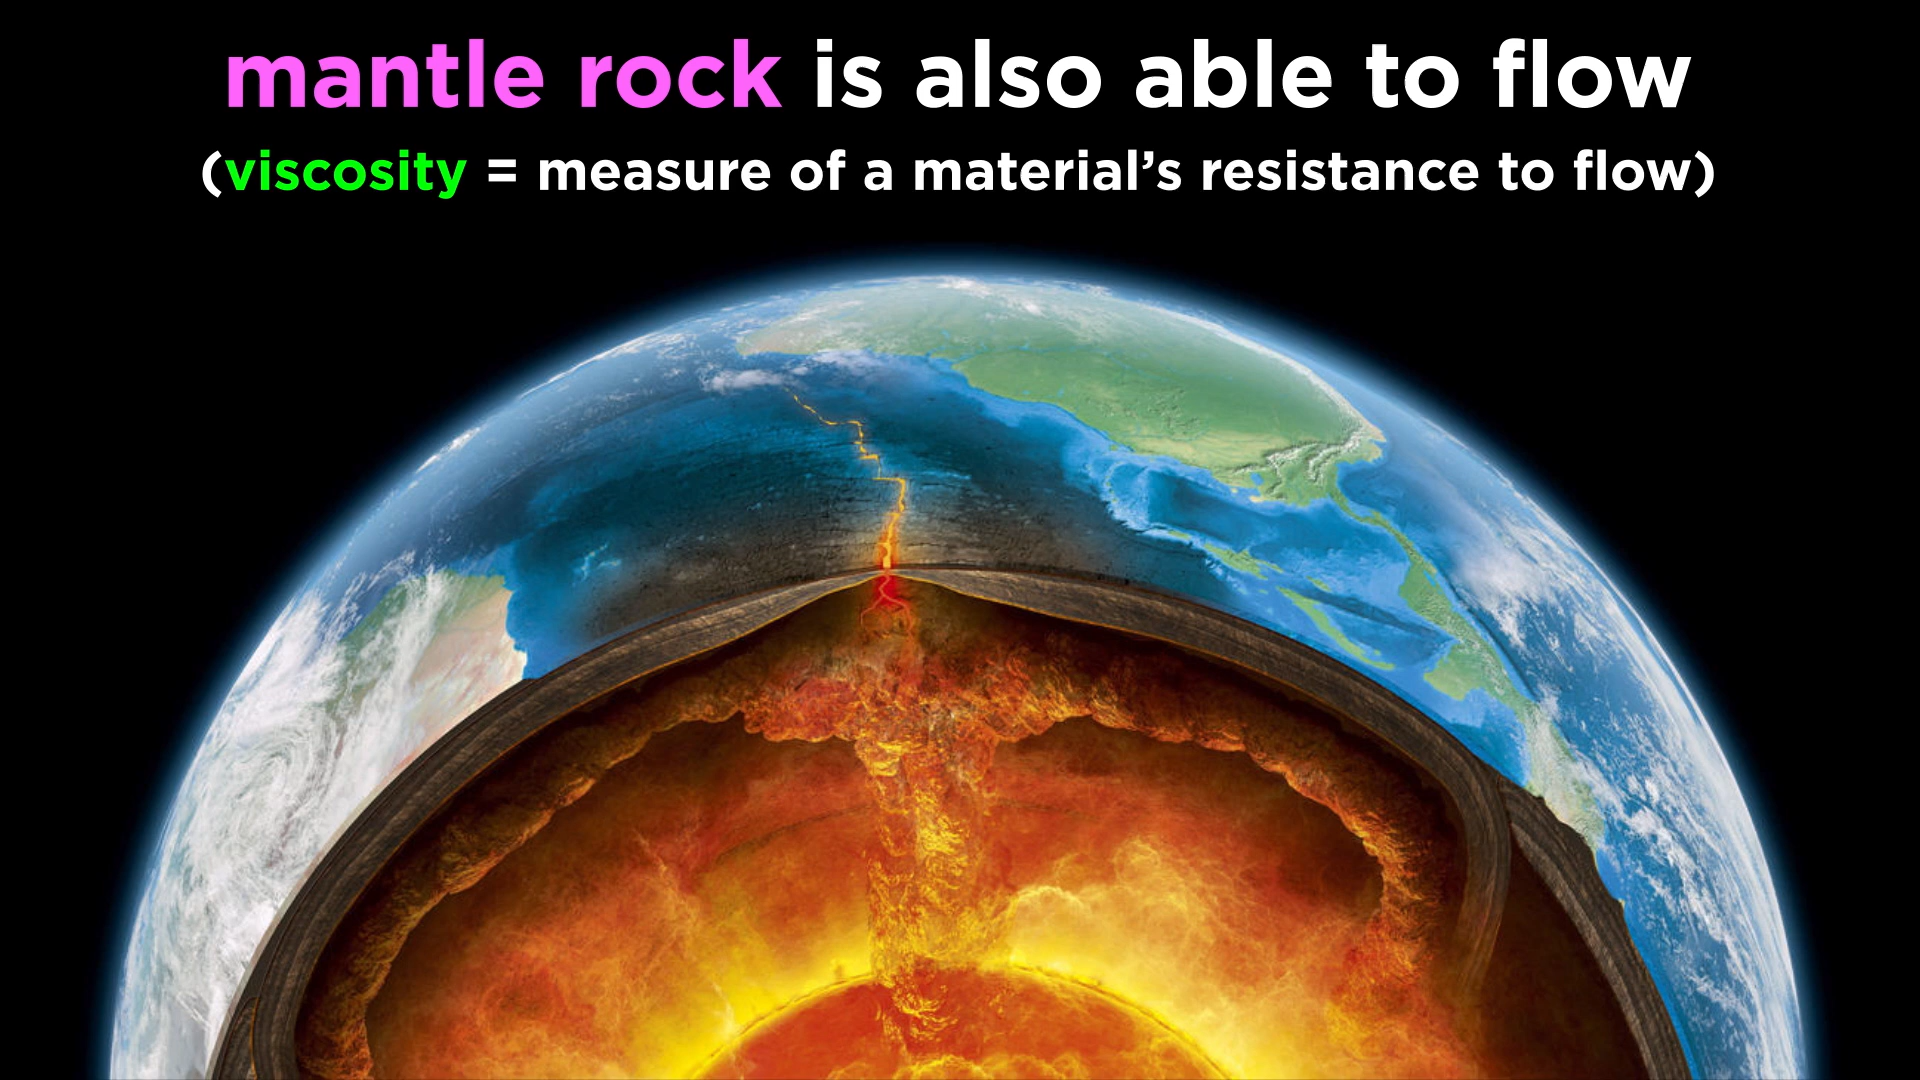 mantle rock is also able to flow
(viscosity = measure of a material’s resistance to flow)